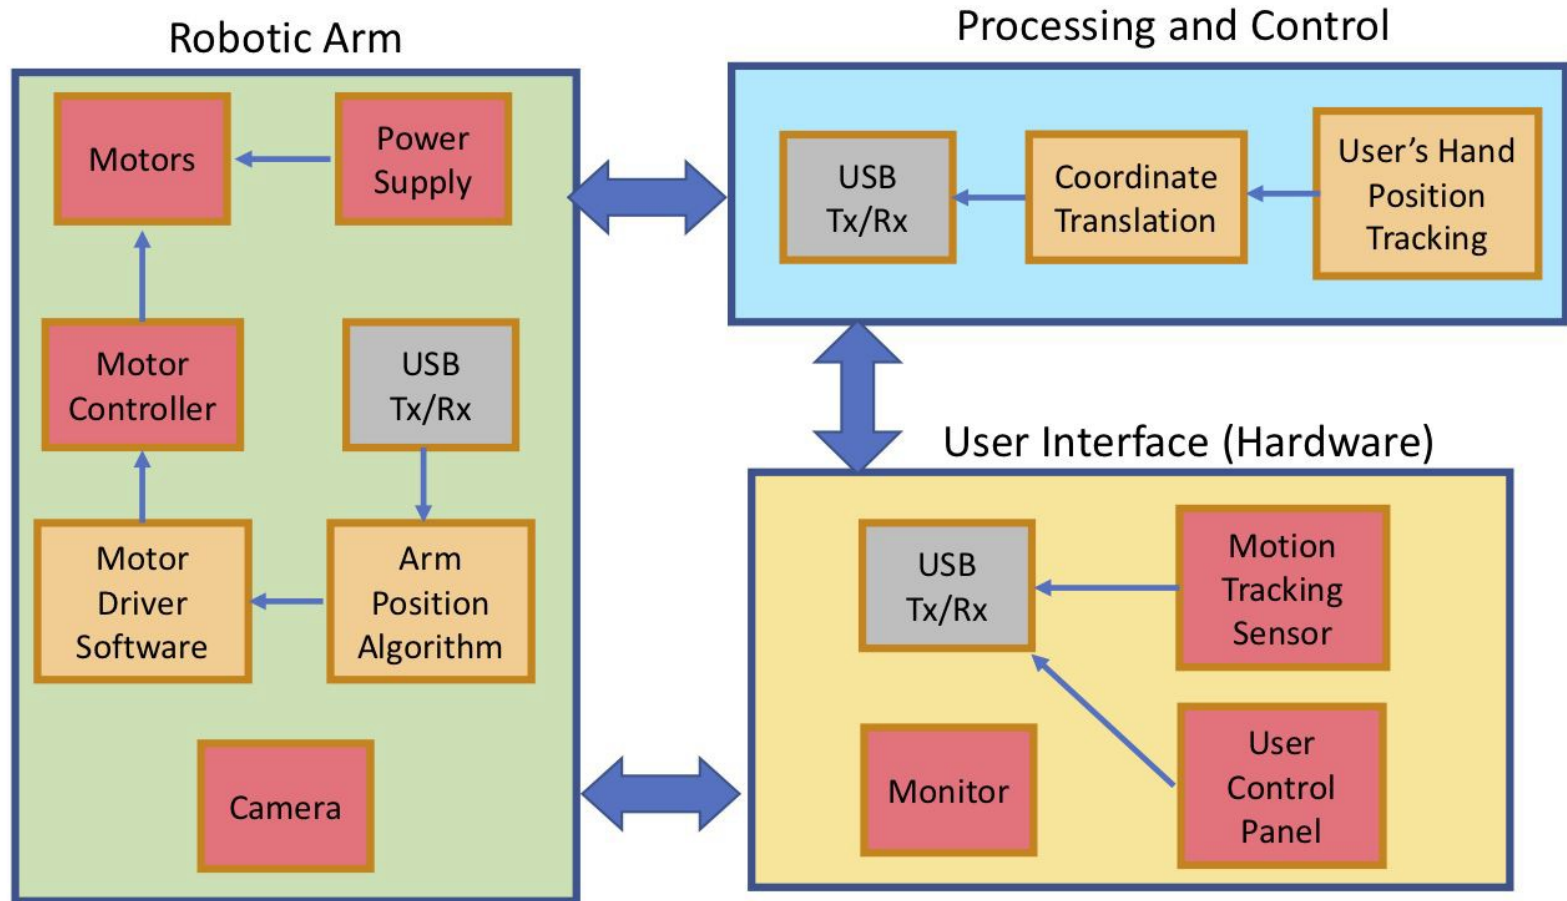 Robotic Arm
Motors
Power
Supply
Motor
Controller
USB
Tx/Rx
Motor
Driver
Software
Arm
Position
Algorithm
Camera
Processing and Control
USB
Tx/Rx
Coordinate
Translation
User’s Hand
Position
Tracking
User Interface (Hardware)
USB
Tx/Rx
Motion
Tracking
Sensor
Monitor
User
Control
Panel